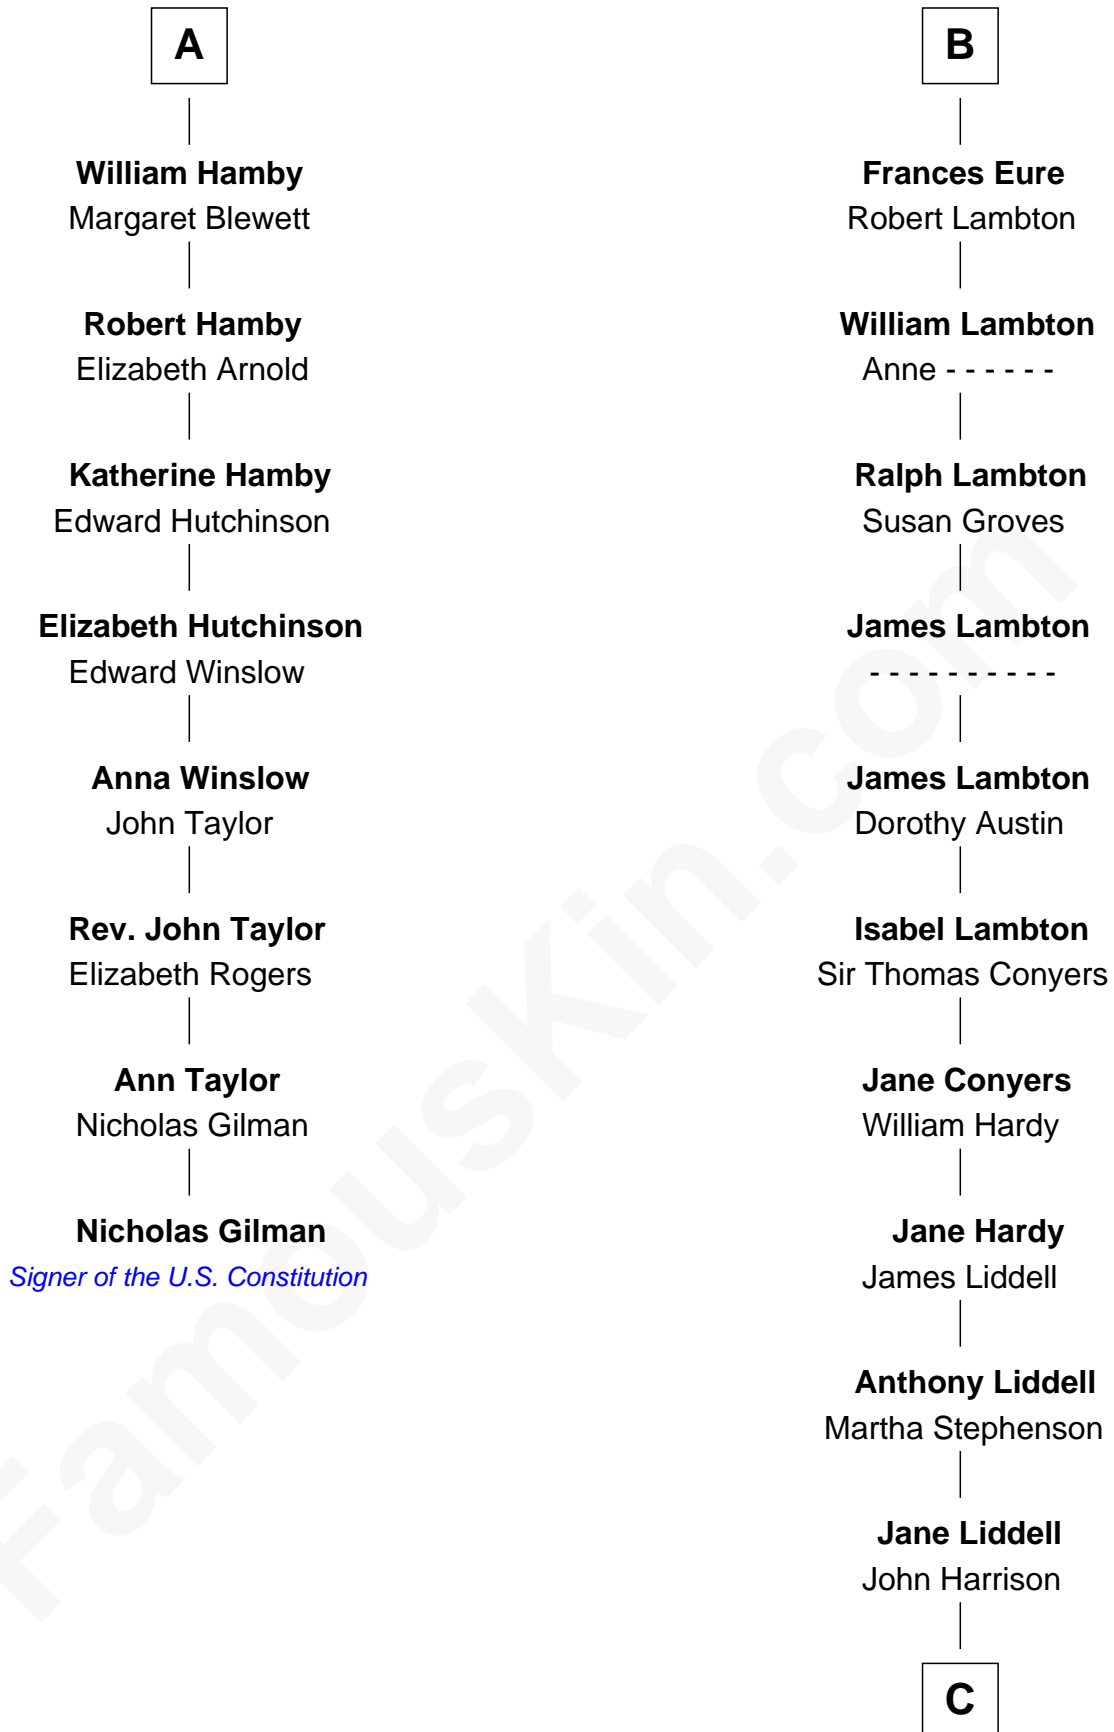 A
William Hamby
Margaret Blewett
Robert Hamby
Elizabeth Arnold
Katherine Hamby
Edward Hutchinson
Elizabeth Hutchinson
Edward Winslow
Anna Winslow
John Taylor
Rev. John Taylor
Elizabeth Rogers
Ann Taylor
Nicholas Gilman
Nicholas Gilman
Signer of the U.S. Constitution
B
Frances Eure
Robert Lambton
William Lambton
Anne - - - - - -
Ralph Lambton
Susan Groves
James Lambton
- - - - - - - - - -
James Lambton
Dorothy Austin
Isabel Lambton
Sir Thomas Conyers
Jane Conyers
William Hardy
Jane Hardy
James Liddell
Anthony Liddell
Martha Stephenson
Jane Liddell
John Harrison
C
FamousKin.com